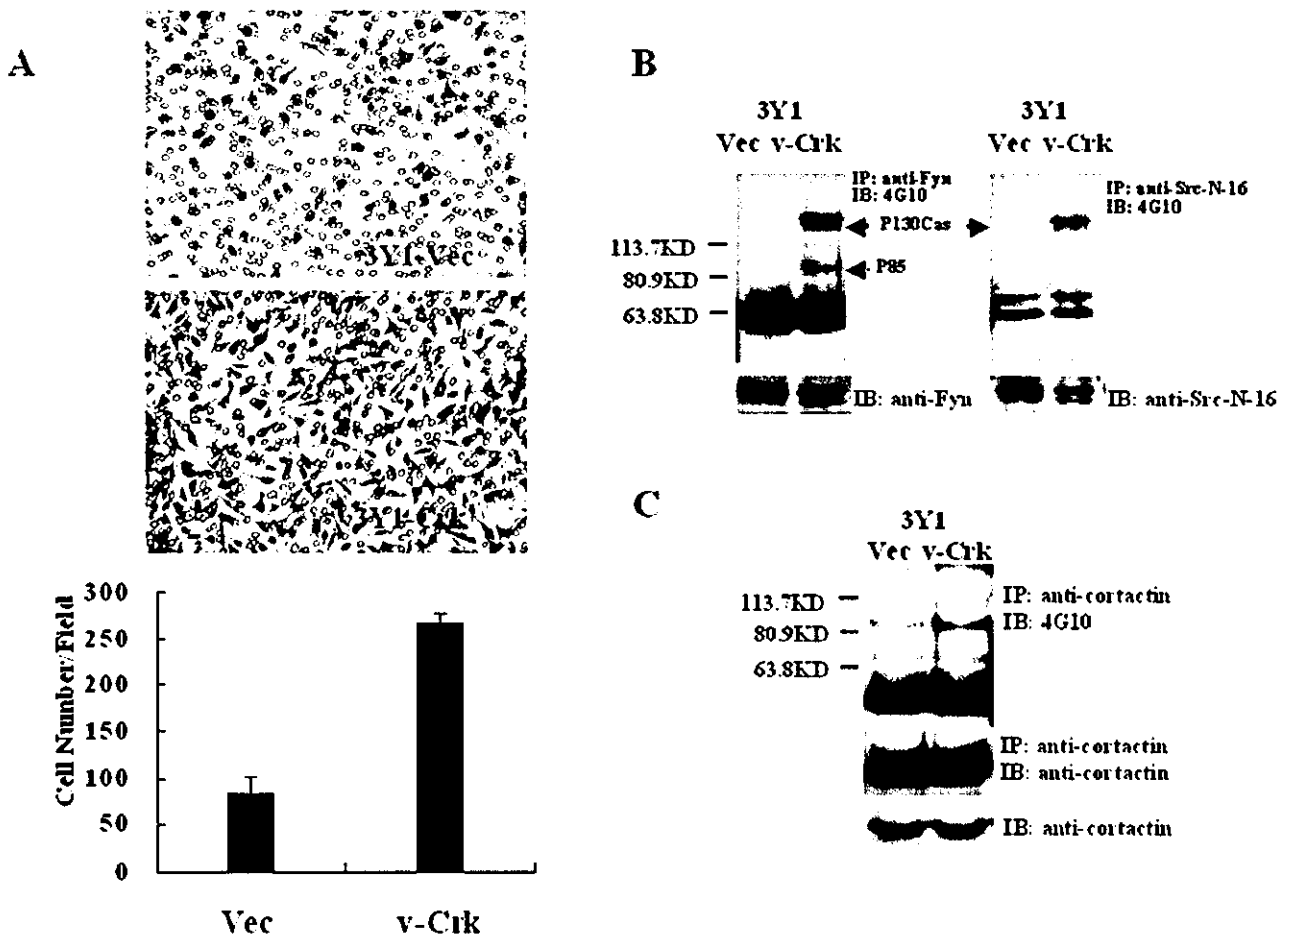 A
3Y1-Vec
3Y1-Crk
300
250
200
150
100
50
0
Cell Number/Field
Vec
v-Crk
B
3Y1
Vec v-Crk
IP: anti-Fyn
IB: 4G10
P130Cas
P85
113.7KD
80.9KD
63.8KD
IB: anti-Fyn
3Y1
Vec v-Crk
IP: anti-Src-N-16
IB: 4G10
IB: anti-Src-N-16
C
3Y1
Vec v-Crk
113.7KD
80.9KD
63.8KD
IP: anti-cortactin
IB: 4G10
IP: anti-cortactin
IB: anti-cortactin
IB: anti-cortactin